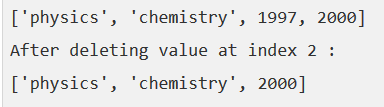 ['physics', 'chemistry', 1997, 2000]
After deleting value at index 2 :
['physics', 'chemistry', 2000]